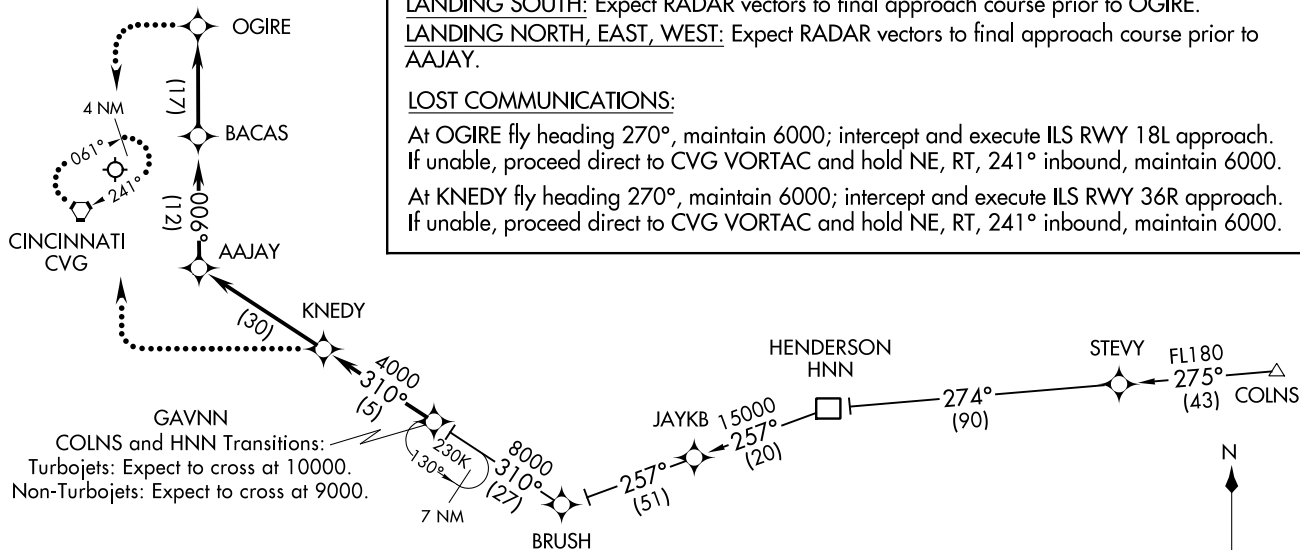 LANDING SOUTH: Expect RADAR vectors to final approach course prior to OGIRE.
LANDING NORTH, EAST, WEST: Expect RADAR vectors to final approach course prior to
AAJAY.
LOST COMMUNICATIONS:
At OGIRE fly heading 270°, maintain 6000; intercept and execute ILS RWY 18L approach.
If unable, proceed direct to CVG VORTAC and hold NE, RT, 241° inbound, maintain 6000.
At KNEDY fly heading 270°, maintain 6000; intercept and execute ILS RWY 36R approach.
If unable, proceed direct to CVG VORTAC and hold NE, RT, 241° inbound, maintain 6000.
OGIRE
(17)
4 NM
BACAS
061°
241°
006°
(12)
CINCINNATI
CVG
AAJAY
(30)
KNEDY
4000
310°
(5)
GAVNN
COLNS and HNN Transitions:
Turbojets: Expect to cross at 10000.
Non-Turbojets: Expect to cross at 9000.
230K
130°
7 NM
8000
310°
(27)
BRUSH
257°
(51)
JAYKB
15000
257°
(20)
HENDERSON
HNN
274°
(90)
STEVY
FL180
275°
(43)
COLNS
N